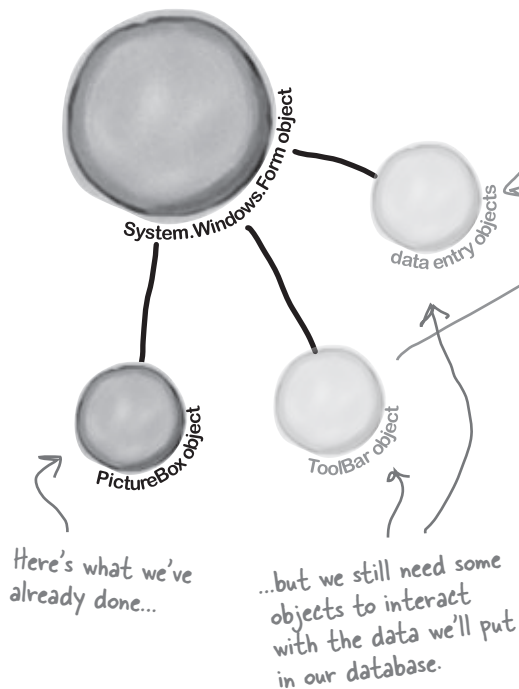 System.Windows.Form object
data entry objects
PictureBox object
ToolBar object
Here's what we've
already done...
...but we still need some
objects to interact
with the data we'll put
in our database.